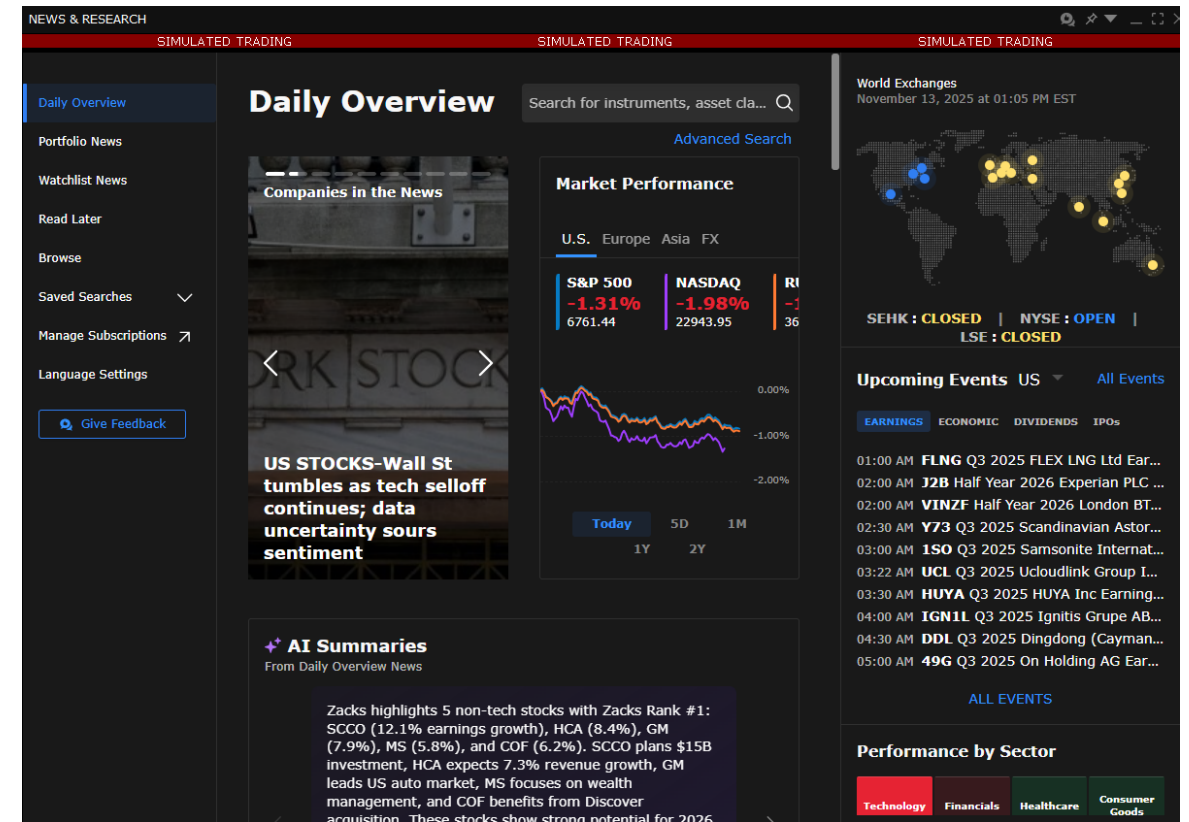 NEWS & RESEARCH
SIMULATED TRADING SIMULATED TRADING SIMULATED TRADING
Daily Overview
Portfolio News
Watchlist News
Read Later
Browse
Saved Searches
Manage Subscriptions
Language Settings
Give Feedback
Daily Overview
Search for instruments, asset cla...
Advanced Search
Companies in the News
STOC
US STOCKS-Wall St
tumbles as tech selloff
continues; data
uncertainty sours
sentiment
Market Performance
U.S. Europe Asia FX
S&P 500
-1.31%
6761.44
NASDAQ
-1.98%
22943.95
0.00%
-1.00%
-2.00%
Today 5D 1M
1Y 2Y
AI Summaries
From Daily Overview News
Zacks highlights 5 non-tech stocks with Zacks Rank #1:
SCCO (12.1% earnings growth), HCA (8.4%), GM
(7.9%), MS (5.8%), and COF (6.2%). SCCO plans $15B
investment, HCA expects 7.3% revenue growth, GM
leads US auto market, MS focuses on wealth
management, and COF benefits from Discover
acquisition. These stocks show strong potential for 2026
World Exchanges
November 13, 2025 at 01:05 PM EST
SEHK : CLOSED | NYSE : OPEN |
LSE : CLOSED
Upcoming Events US All Events
EARNINGS ECONOMIC DIVIDENDS IPOs
01:00 AM FLNG Q3 2025 FLEX LNG Ltd Ear...
02:00 AM J2B Half Year 2026 Experian PLC ...
02:00 AM VINZF Half Year 2026 London BT...
02:30 AM Y73 Q3 2025 Scandinavian Astor...
03:00 AM 1SO Q3 2025 Samsonite Internat...
03:22 AM UCL Q3 2025 Ucloudlink Group I...
03:30 AM HUYA Q3 2025 HUYA Inc Earning...
04:00 AM IGN1L Q3 2025 Ignitis Grupe AB...
04:30 AM DDL Q3 2025 Dingdong (Cayman...
05:00 AM 49G Q3 2025 On Holding AG Ear...
ALL EVENTS
Performance by Sector
Technology
Financials
Healthcare
Consumer
Goods